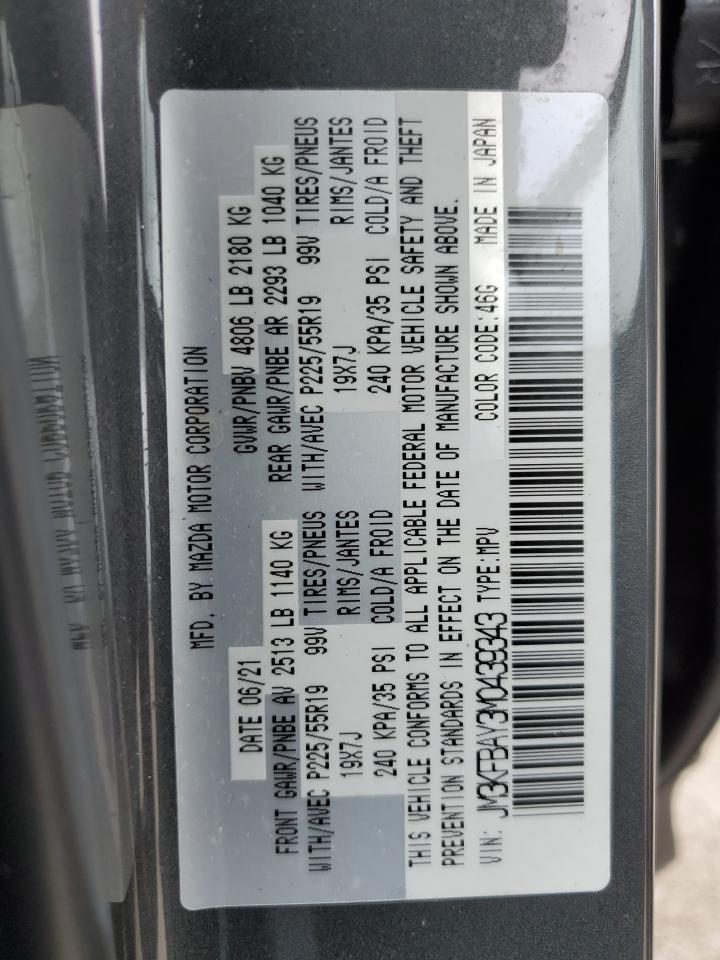 MFD. BY MAZDA MOTOR CORPORATION
DATE 06/21 GVWR/PNBV 4806 LB 2180 KG
FRONT GAWR/PNBE AV 2513 LB 1140 KG REAR GAWR/PNBE AR 2293 LB 1040 KG
WITH/AVEC P225/55R19 99V TIRES/PNEUS WITH/AVEC P225/55R19 99V TIRES/PNEUS
19X7J RIMS/JANTES 19X7J RIMS/JANTES
240 KPA/35 PSI COLD/A FROID 240 KPA/35 PSI COLD/A FROID
THIS VEHICLE CONFORMS TO ALL APPLICABLE FEDERAL MOTOR VEHICLE SAFETY AND THEFT
PREVENTION STANDARDS IN EFFECT ON THE DATE OF MANUFACTURE SHOWN ABOVE.
VIN: JM3KFBAY3M0439343 TYPE:MPV COLOR CODE:46G MADE IN JAPAN